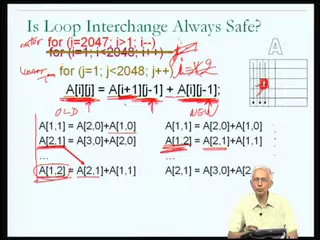 Is Loop Interchange Always Safe?
for (i=2047; i>1; i--)
for (i=1; i<2048; i++)
for (j=1; j<2048; j++)
A[i][j] = A[i+1][j-1] + A[i][j-1];
OLD NEW
A[1,1] = A[2,0]+A[1,0] A[1,1] = A[2,0]+A[1,0]
A[2,1] = A[3,0]+A[2,0] A[1,2] = A[2,1]+A[1,1]
... ...
A[1,2] = A[2,1]+A[1,1] A[2,1] = A[3,0]+A[2,0]
A